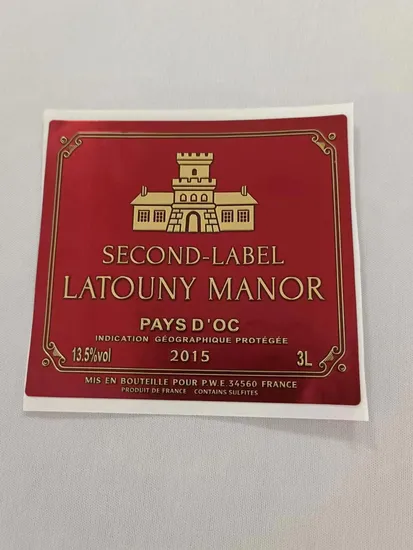 SECOND-LABEL
LATOUNY MANOR
PAYS D'OC
INDICATION GÉOGRAPHIQUE PROTÉGÉE
13.5%vol 2015 3L
MIS EN BOUTEILLE POUR P.W.E.34560 FRANCE
PRODUIT DE FRANCE CONTAINS SULFITES